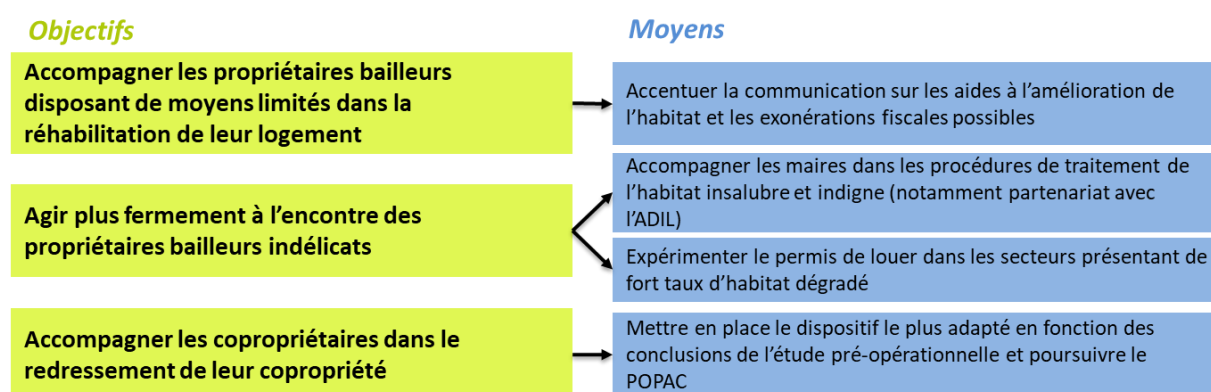 Objectifs
Moyens
Accompagner les propriétaires bailleurs
disposant de moyens limités dans la
réhabilitation de leur logement
Accentuer la communication sur les aides à l'amélioration de
l'habitat et les exonérations fiscales possibles
Agir plus fermement à l'encontre des
propriétaires bailleurs indélicats
Accompagner les maires dans les procédures de traitement de
l'habitat insalubre et indigne (notamment partenariat avec
l'ADIL)
Expérimenter le permis de louer dans les secteurs présentant de
fort taux d'habitat dégradé
Accompagner les copropriétaires dans le
redressement de leur copropriété
Mettre en place le dispositif le plus adapté en fonction des
conclusions de l'étude pré-opérationnelle et poursuivre le
POPAC